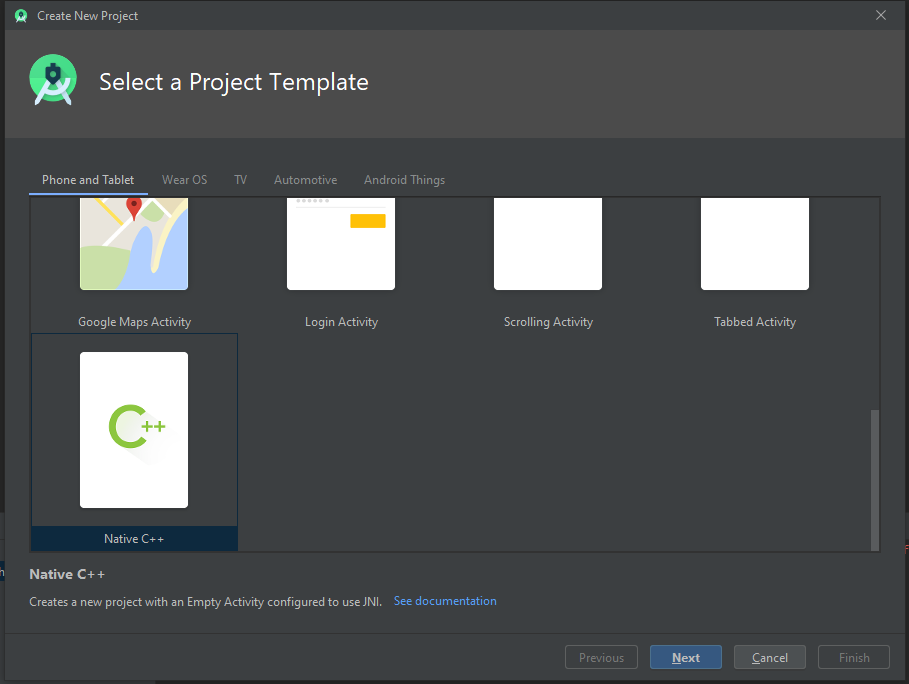 Create New Project
Select a Project Template
Phone and Tablet Wear OS TV Automotive Android Things
Google Maps Activity Login Activity Scrolling Activity Tabbed Activity
C++
Native C++
Native C++
Creates a new project with an Empty Activity configured to use JNI. See documentation
Previous Next Cancel Finish